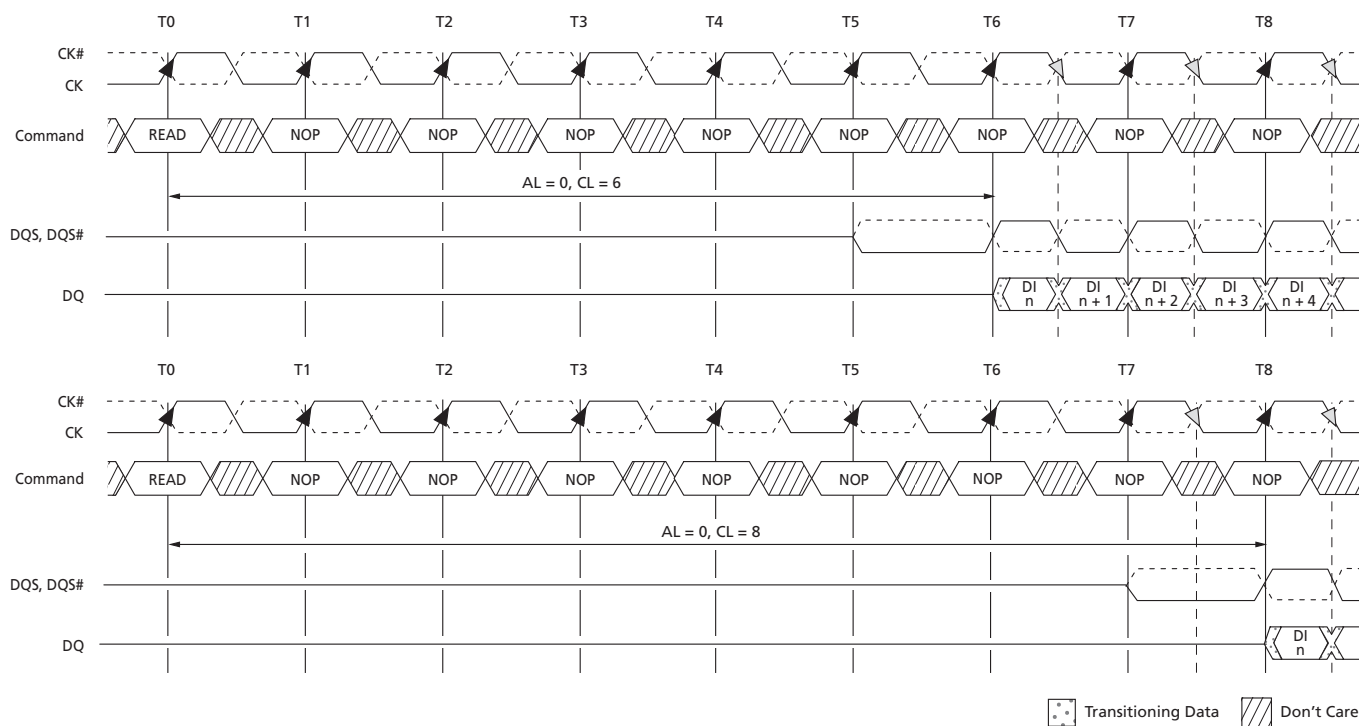 T0 T1 T2 T3 T4 T5 T6 T7 T8
CK#
CK
Command READ NOP NOP NOP NOP NOP NOP NOP NOP
AL = 0, CL = 6
DQS, DQS#
DQ DI n DI n + 1 DI n + 2 DI n + 3 DI n + 4
T0 T1 T2 T3 T4 T5 T6 T7 T8
CK#
CK
Command READ NOP NOP NOP NOP NOP NOP NOP NOP
AL = 0, CL = 8
DQS, DQS#
DQ DI n
Transitioning Data Don't Care